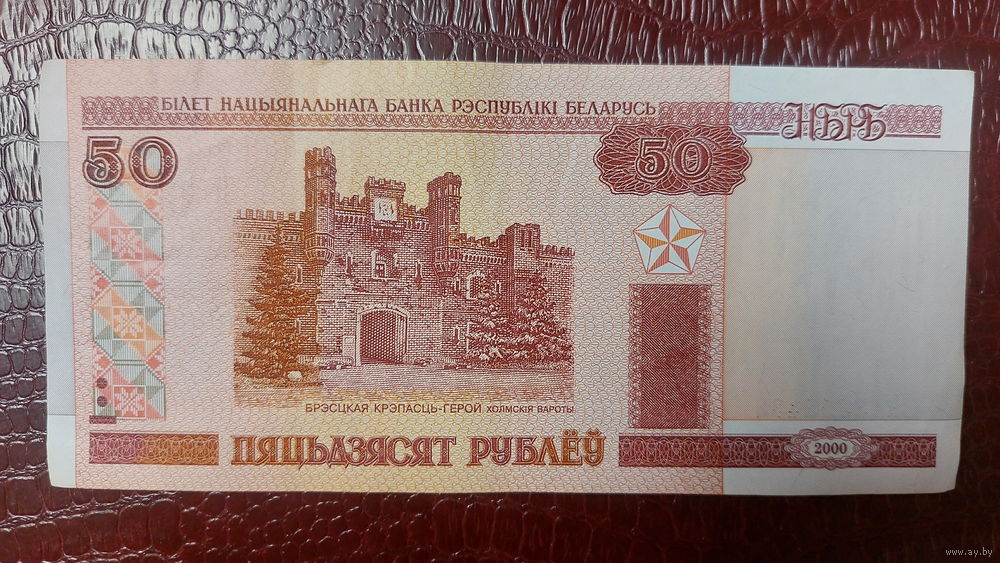 БІЛЕТ НАЦЫЯНАЛЬНАГА БАНКА РЭСПУБЛІКІ БЕЛАРУСЬ
НБРБ
50
50
БРЭСЦКАЯ КРЭПАСЦЬ-ГЕРОЙ ХОЛМСКІЯ ВАРОТЫ
ПЯЦЬДЗЯСЯТ РУБЛЁЎ
2000
www.ay.by